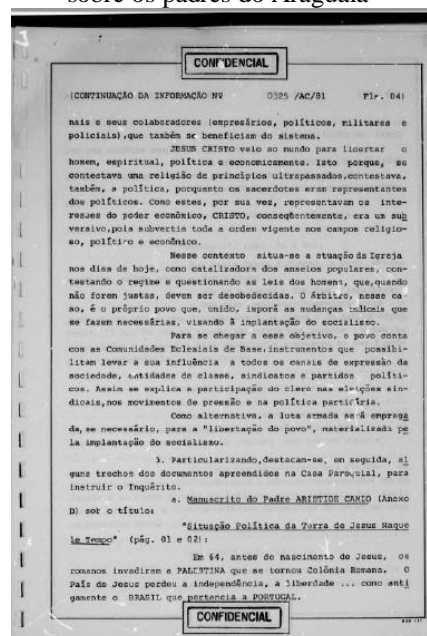 sobre os padres do Araguaia
CONFIDENCIAL
(CONTINUAÇÃO DA INFORMAÇÃO Nº 0325 /AC/81 Flr. 04)
nais e seus colaboradores (empresários, políticos, militares e
policiais), que também se beneficiam do sistema.
JESUS CRISTO veio ao mundo para libertar o
homem, espiritual, política e economicamente. Isto porque, se
contestava uma religião de princípios ultrapassados, contestava,
também, a política, porquanto os sacerdotes eram representantes
dos políticos. Como estes, por sua vez, representavam os inte-
resses do poder econômico, CRISTO, conseqüentemente, era um sub
versivo, pois subvertia toda a ordem vigente nos campos religio-
so, político e econômico.
Nesse contexto situa-se a atuação da Igreja
nos dias de hoje, como catalizadora dos anseios populares, con-
testando o regime e questionando as leis dos homens, que, quando
não forem justas, devem ser desobedecidas. O árbitro, nesse ca-
so, é o próprio povo que, unido, imporá as mudanças radicais que
se fazem necessárias, visando à implantação do socialismo.
Para se chegar a esse objetivo, o povo conta
com as Comunidades Eclesiais de Base, instrumentos que possibi-
litam levar a sua influência a todos os canais de expressão da
sociedade, entidades de classe, sindicatos e partidos políti-
cos. Assim se explica a participação do clero nas eleições sin-
dicais, nos movimentos de pressão e na política partidária.
Como alternativa, a luta armada será emprega
da, se necessário, para a "libertação do povo", materializada pe
la implantação do socialismo.
3. Particularizando, destacam-se, em seguida, al
guns trechos dos documentos apreendidos na Casa Paroquial, para
instruir o Inquérito.
a. Manuscrito do Padre ARISTIDE CAMIO (Anexo
D) sob o título:
"Situação Política da Terra de Jesus Naque
le Tempo" (pág. 01 e 02):
Em 64, antes do nascimento de Jesus, os
romanos invadiram a PALESTINA que se tornou Colônia Romana. O
País de Jesus perdeu a independência, a liberdade ... como anti
gamente o BRASIL que pertencia a PORTUGAL.
CONFIDENCIAL